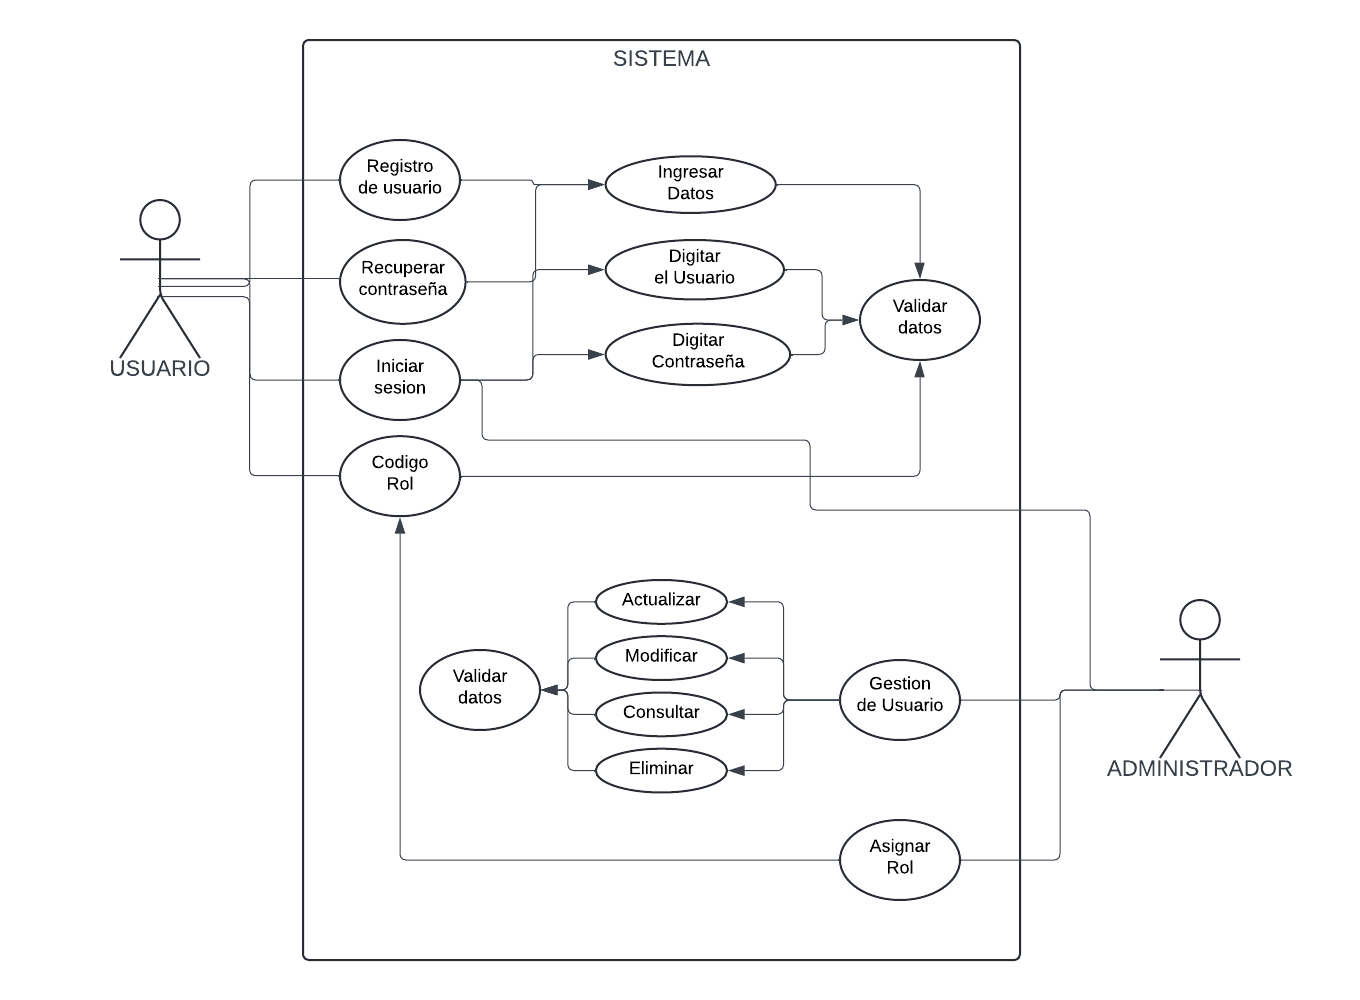 SISTEMA
Registro
de usuario
Ingresar
Datos
Recuperar
contraseña
Digitar
el Usuario
Validar
datos
Digitar
Contraseña
Iniciar
sesion
USUARIO
Codigo
Rol
Actualizar
Modificar
Validar
datos
Consultar
Eliminar
Gestion
de Usuario
ADMINISTRADOR
Asignar
Rol